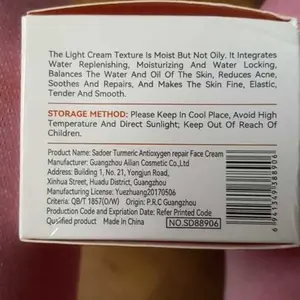 The Light Cream Texture Is Moist But Not Oily. It Integrates
Water Replenishing, Moisturizing And Water Locking,
Balances The Water And Oil Of The Skin, Reduces Acne,
Soothes And Repairs, And Makes The Skin Fine, Elastic,
Tender And Smooth.
STORAGE METHOD: Please Keep In Cool Place, Avoid High
Temperature And Direct Sunlight; Keep Out Of Reach Of
Children.
Product Name: Sadoer Turmeric Antioxygen repair Face Cream
Manufacturer: Guangzhou Ailian Cosmetic Co.,Ltd
Address: Building 1, No. 21, Yongjun Road,
Xinhua Street, Huadu District, Guangzhou
Manufacturing License: Yuezhuang20170506
Criteria: QB/T 1857(O/W) Origin: P.R.C Guangzhou
Production Code and Expriation Date: Refer Printed Code
Qualified product Made In China
NO.SD88906
6941349388906